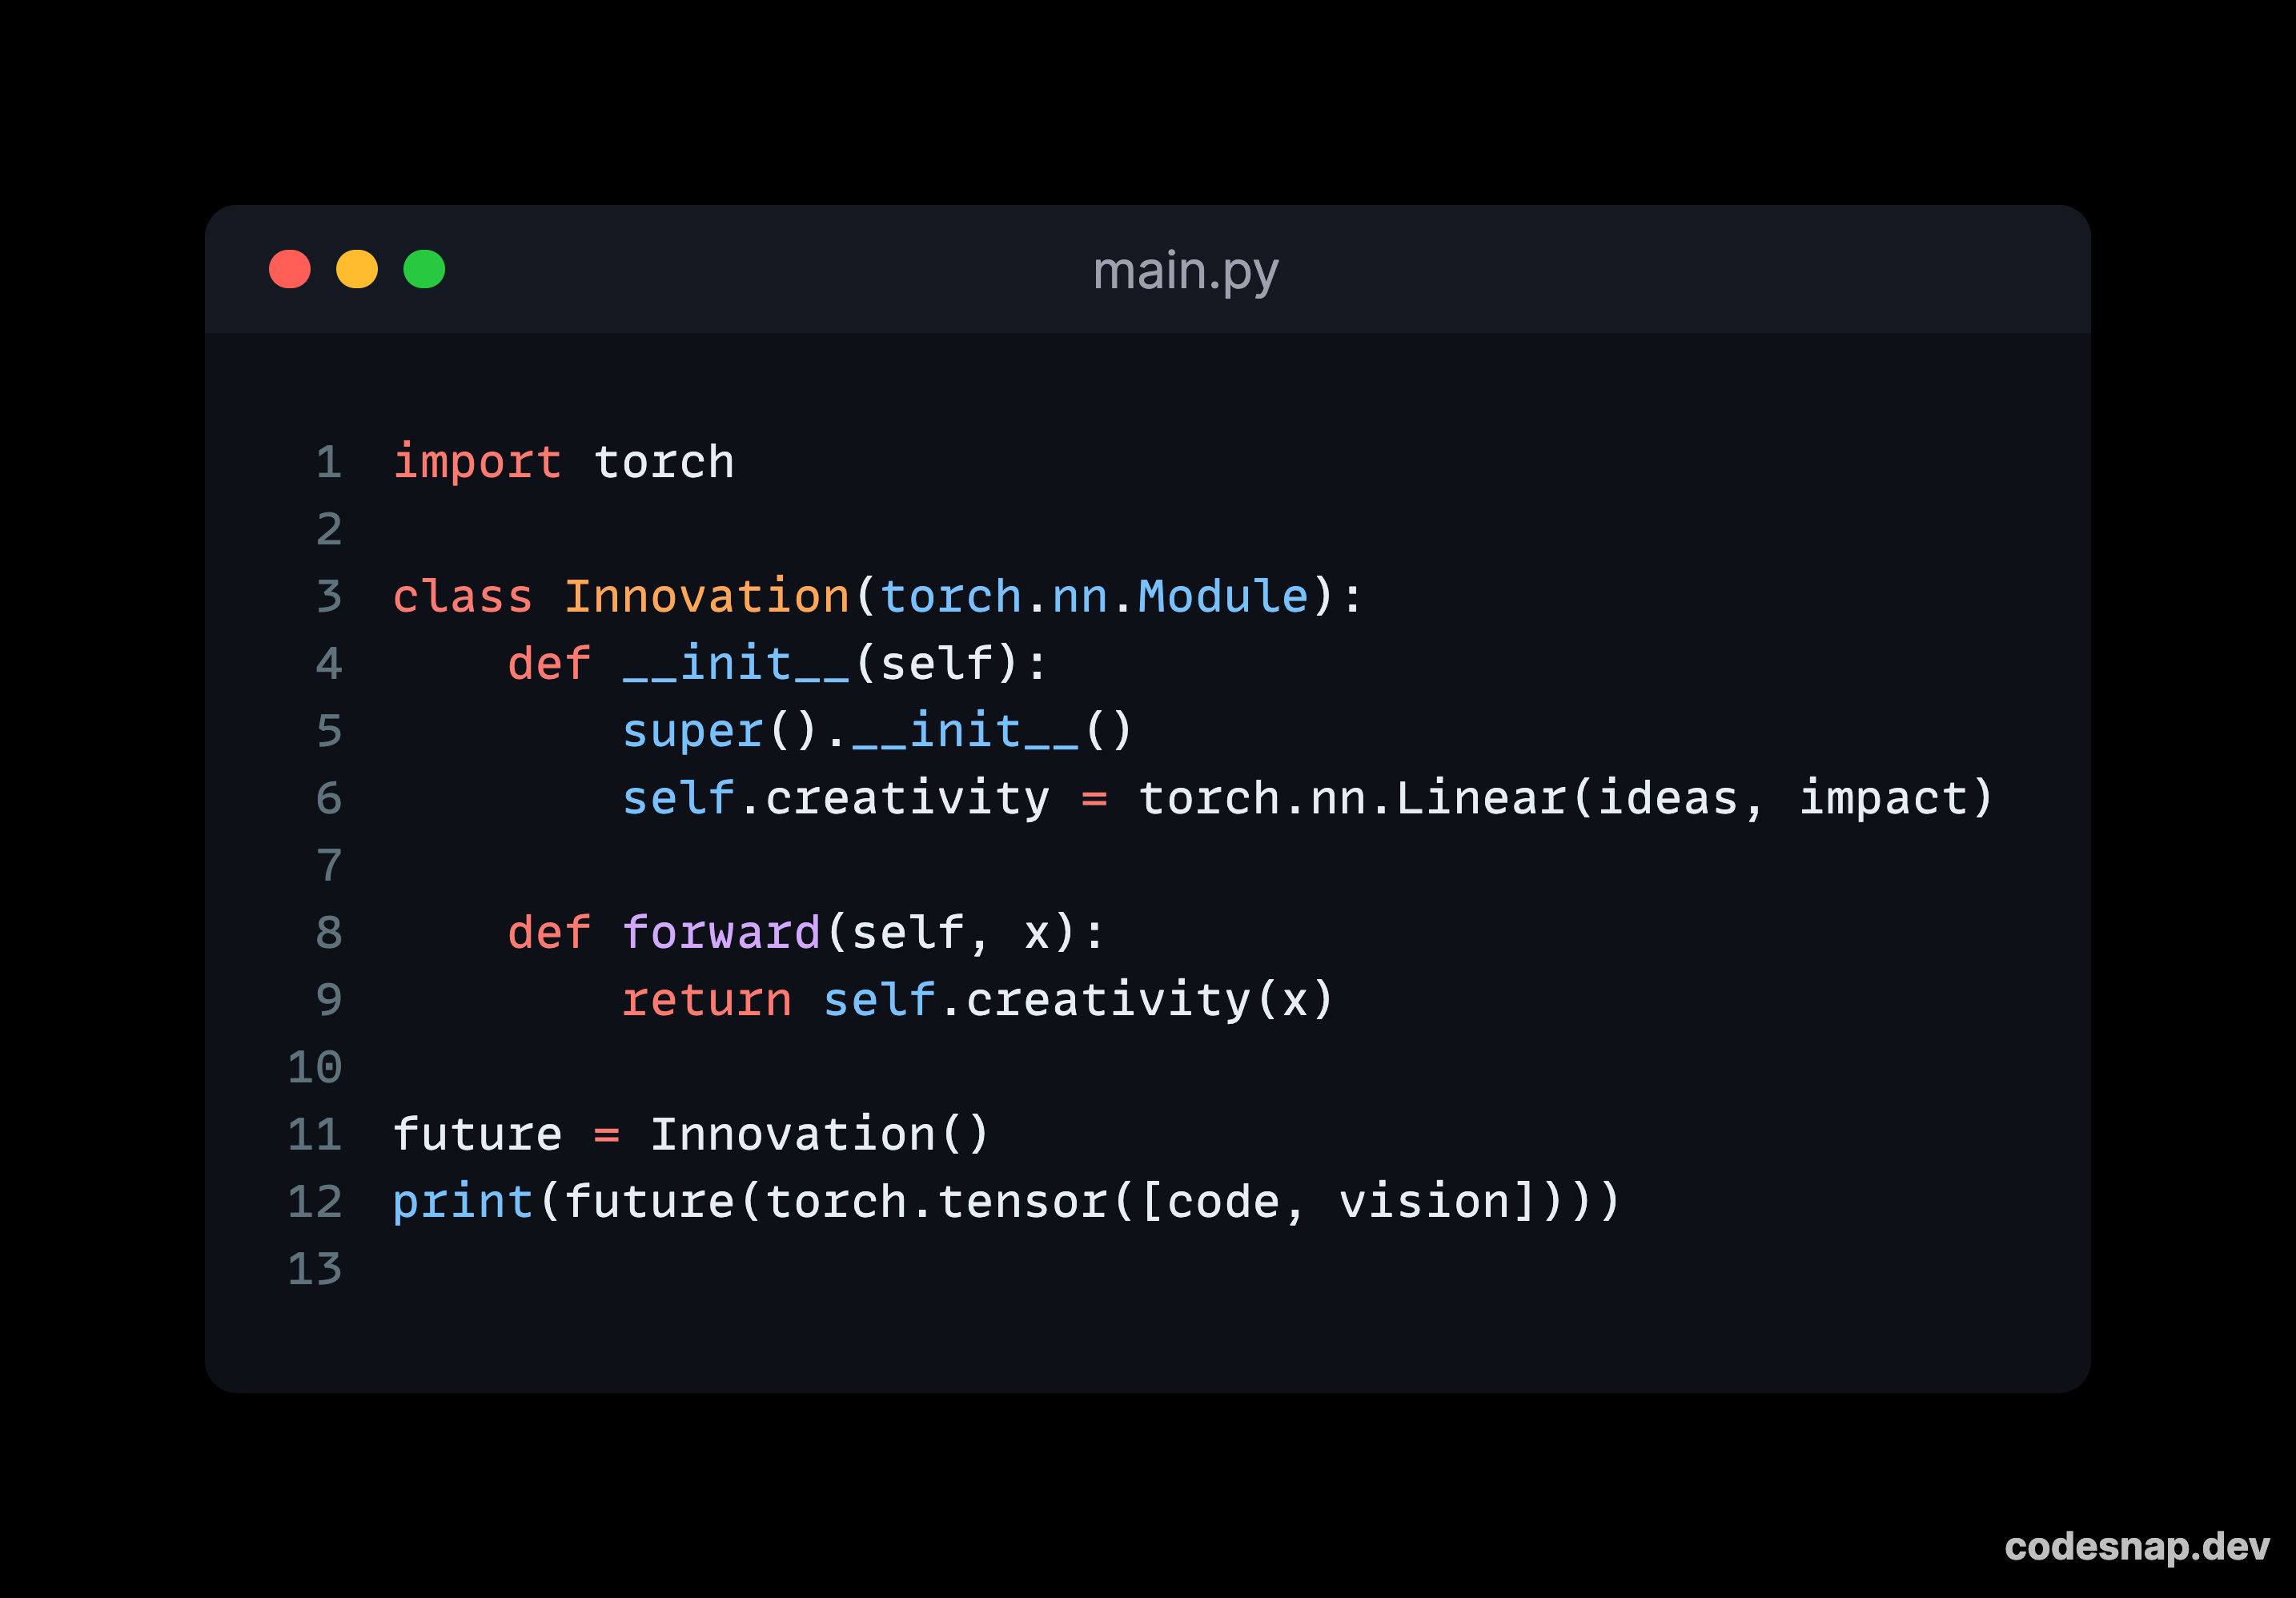 main.py
1 import torch
2
3 class Innovation(torch.nn.Module):
4     def __init__(self):
5         super().__init__()
6         self.creativity = torch.nn.Linear(ideas, impact)
7
8     def forward(self, x):
9         return self.creativity(x)
10
11 future = Innovation()
12 print(future(torch.tensor([code, vision])))
13
codesnap.dev